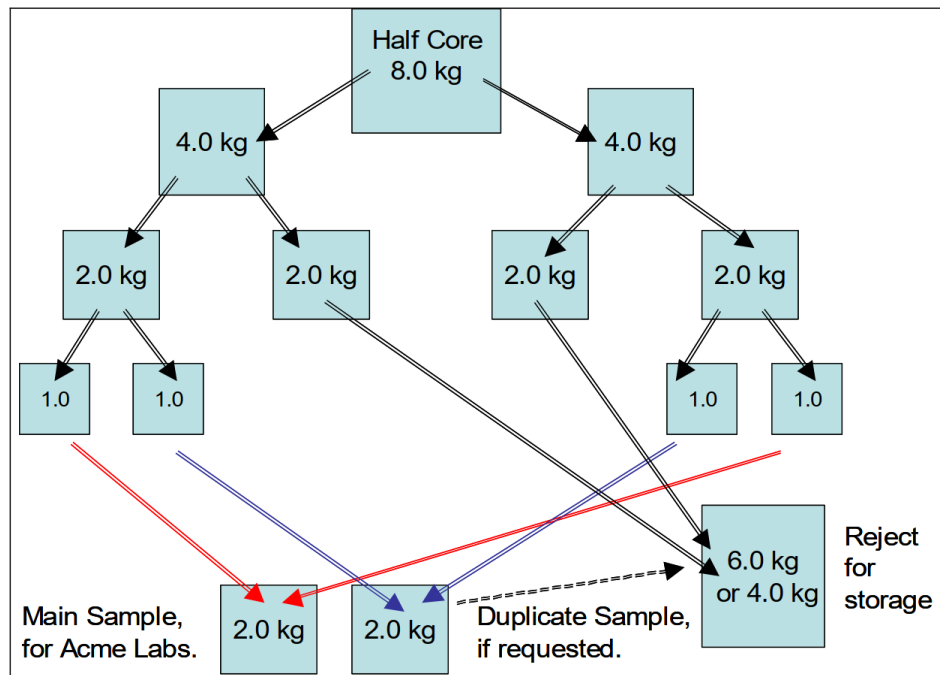 Half Core
8.0 kg
4.0 kg
4.0 kg
2.0 kg
2.0 kg
2.0 kg
2.0 kg
1.0
1.0
1.0
1.0
Main Sample,
for Acme Labs.
2.0 kg
2.0 kg
Duplicate Sample,
if requested.
6.0 kg
or 4.0 kg
Reject
for
storage